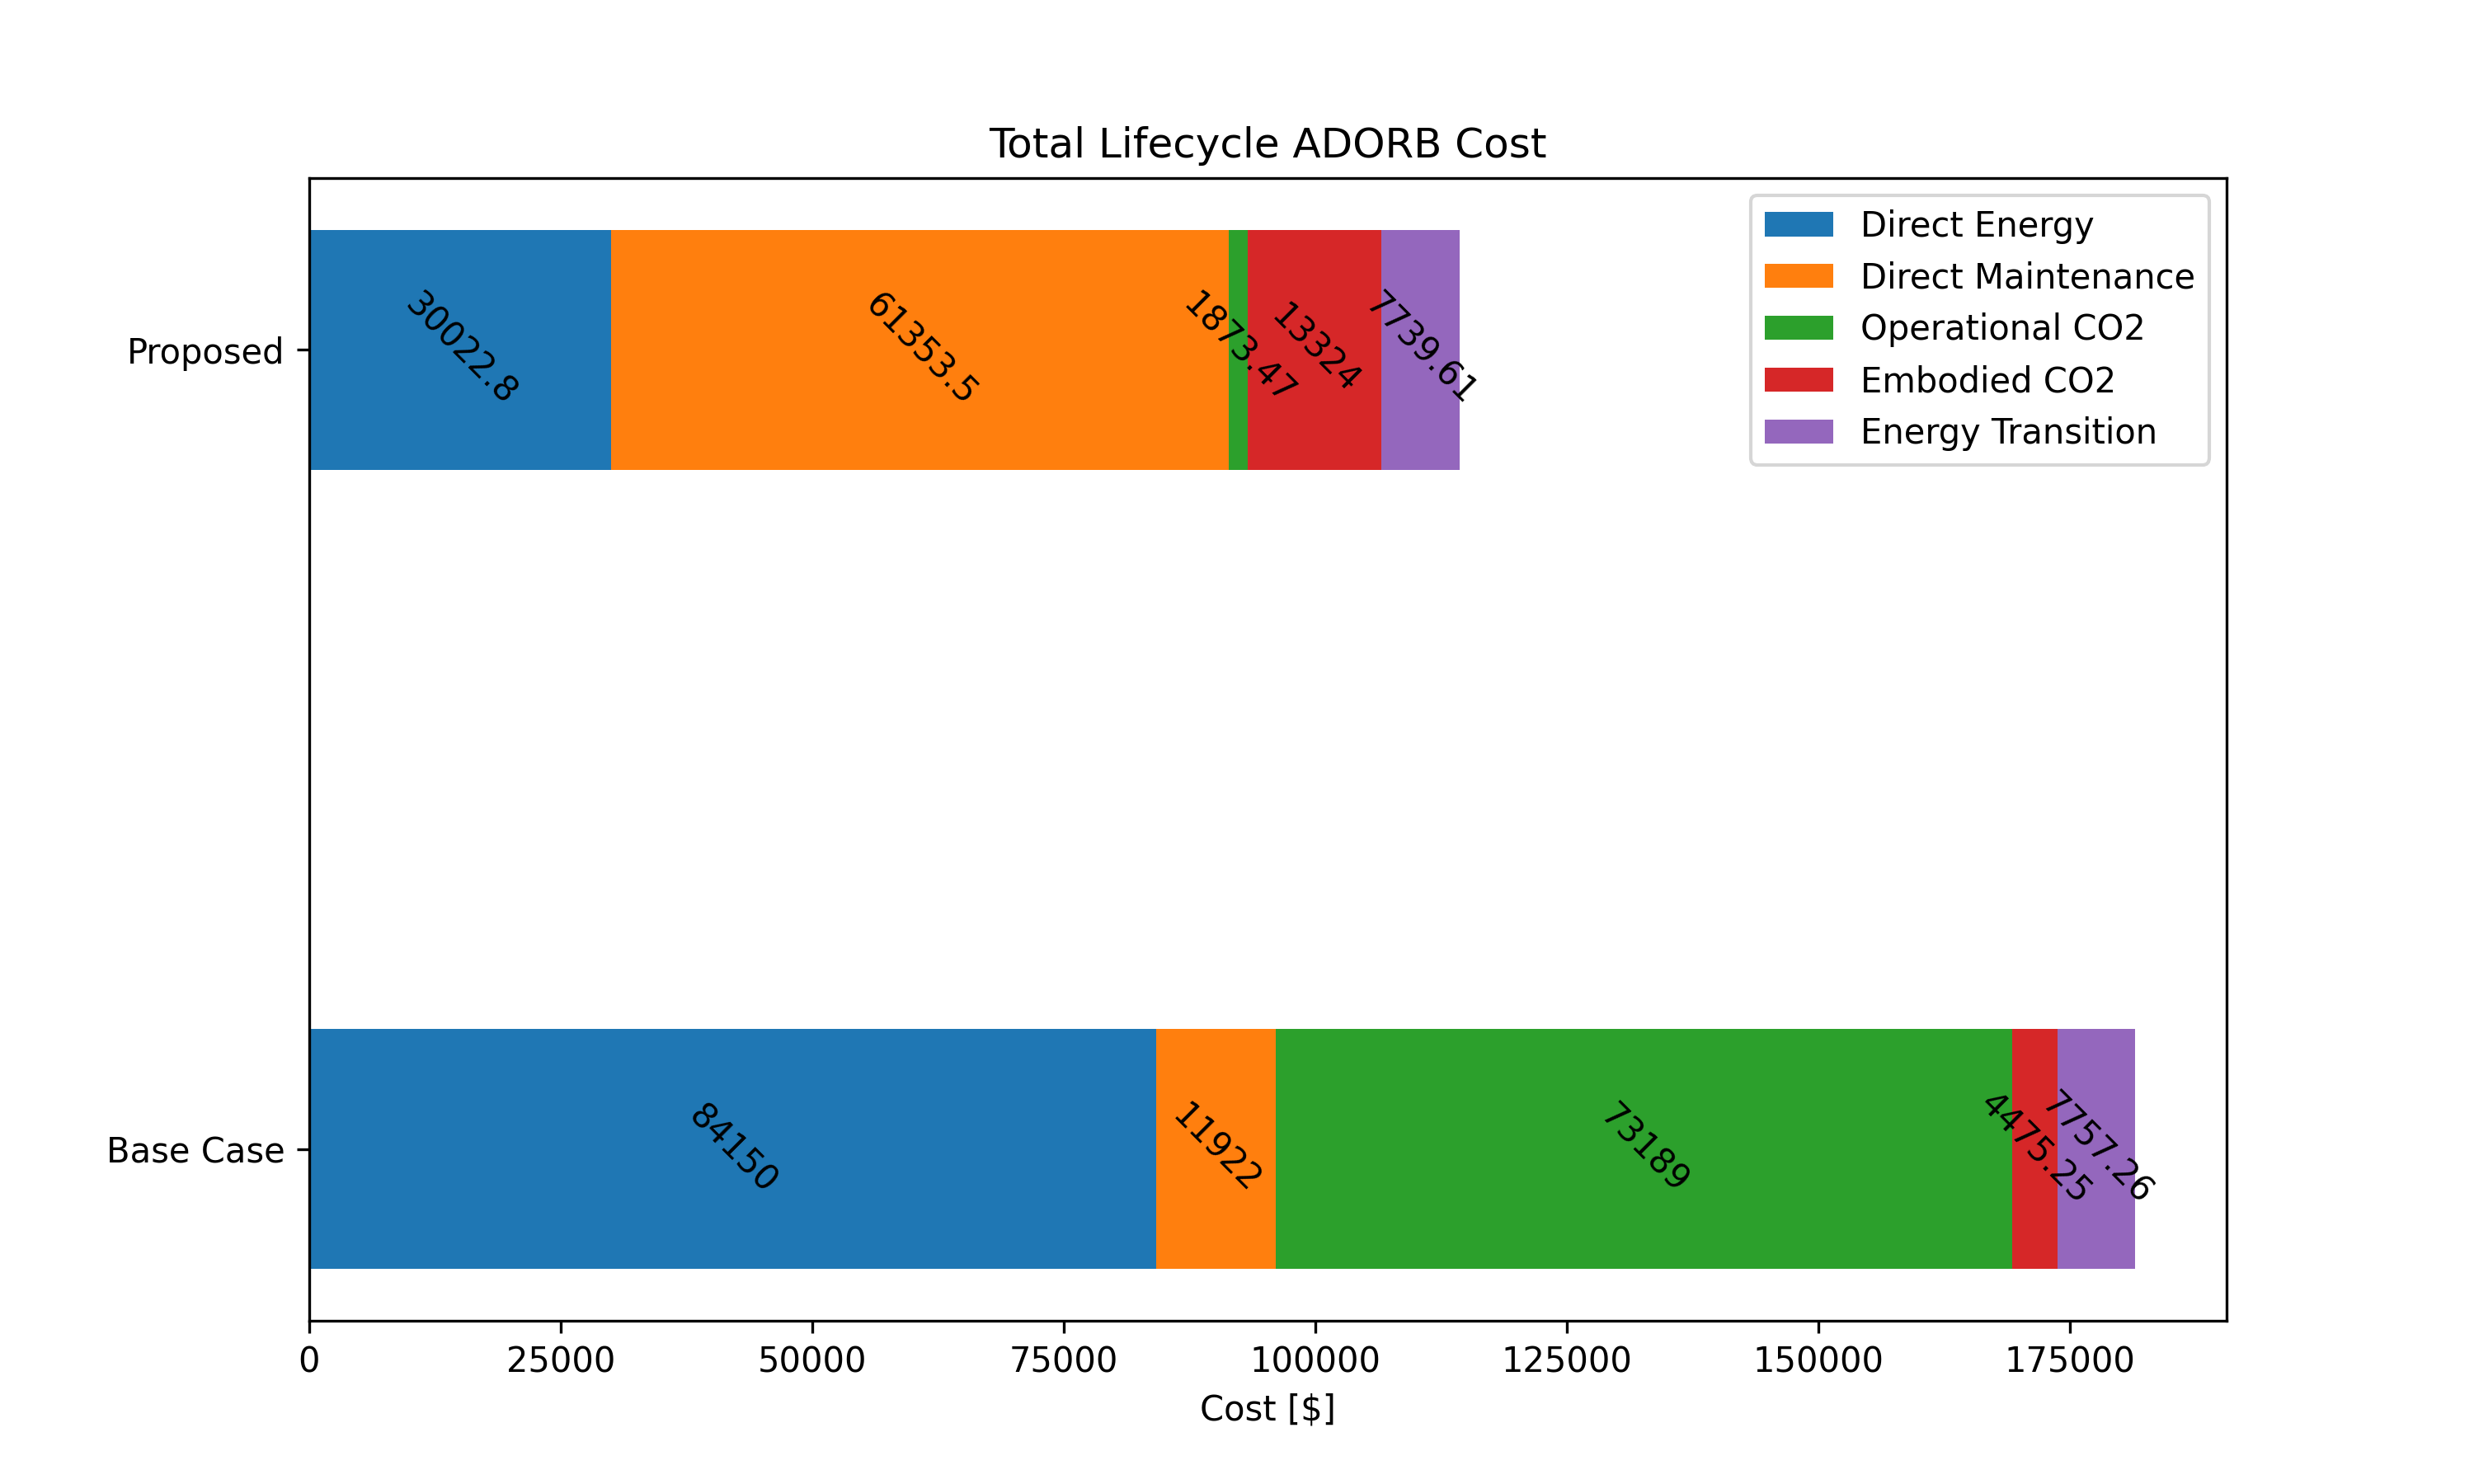 Total Lifecycle ADORB Cost
Direct Energy
Direct Maintenance
Operational CO2
Embodied CO2
Energy Transition
Proposed
30022.8
61353.5
1873.47
13324
7739.61
Base Case
84150
11922
73189
4475.25
7757.26
0 25000 50000 75000 100000 125000 150000 175000
Cost [$]